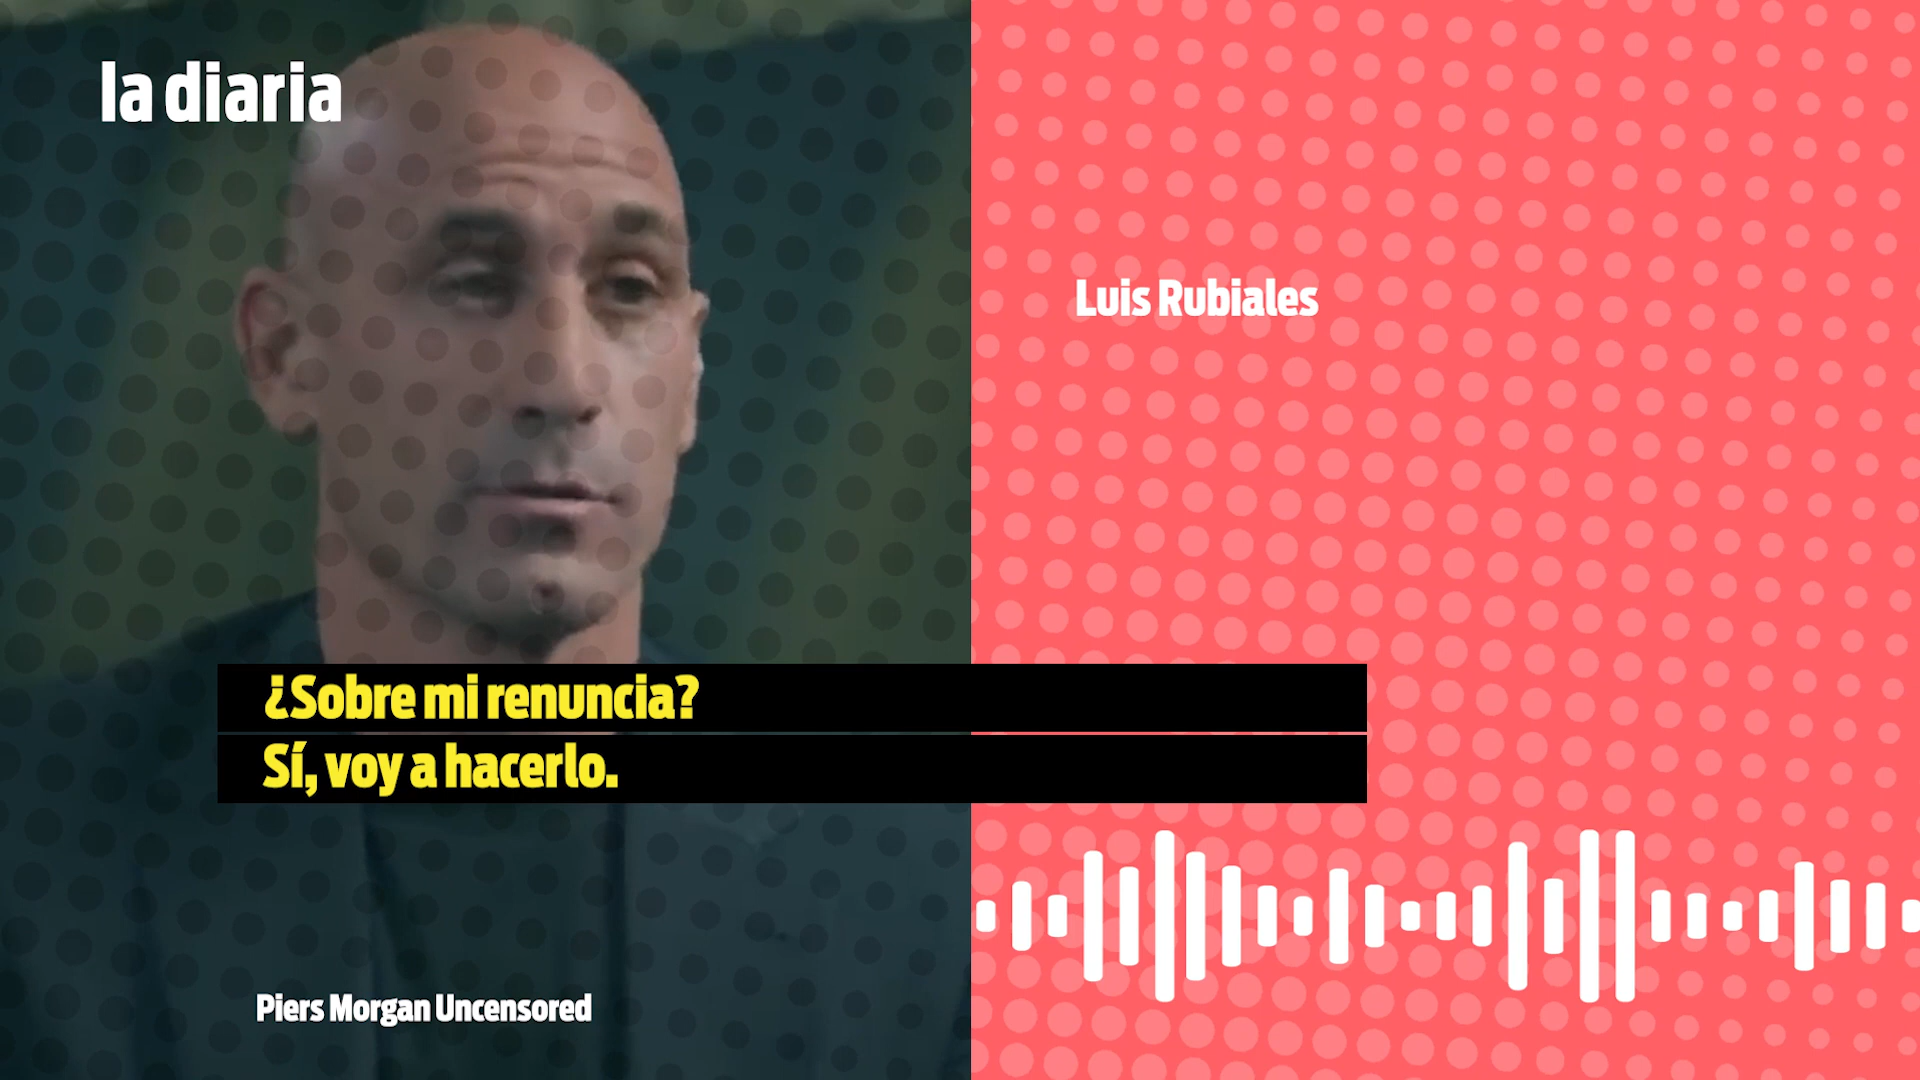 la diaria
Luis Rubiales
¿Sobre mi renuncia?
Sí, voy a hacerlo.
Piers Morgan Uncensored